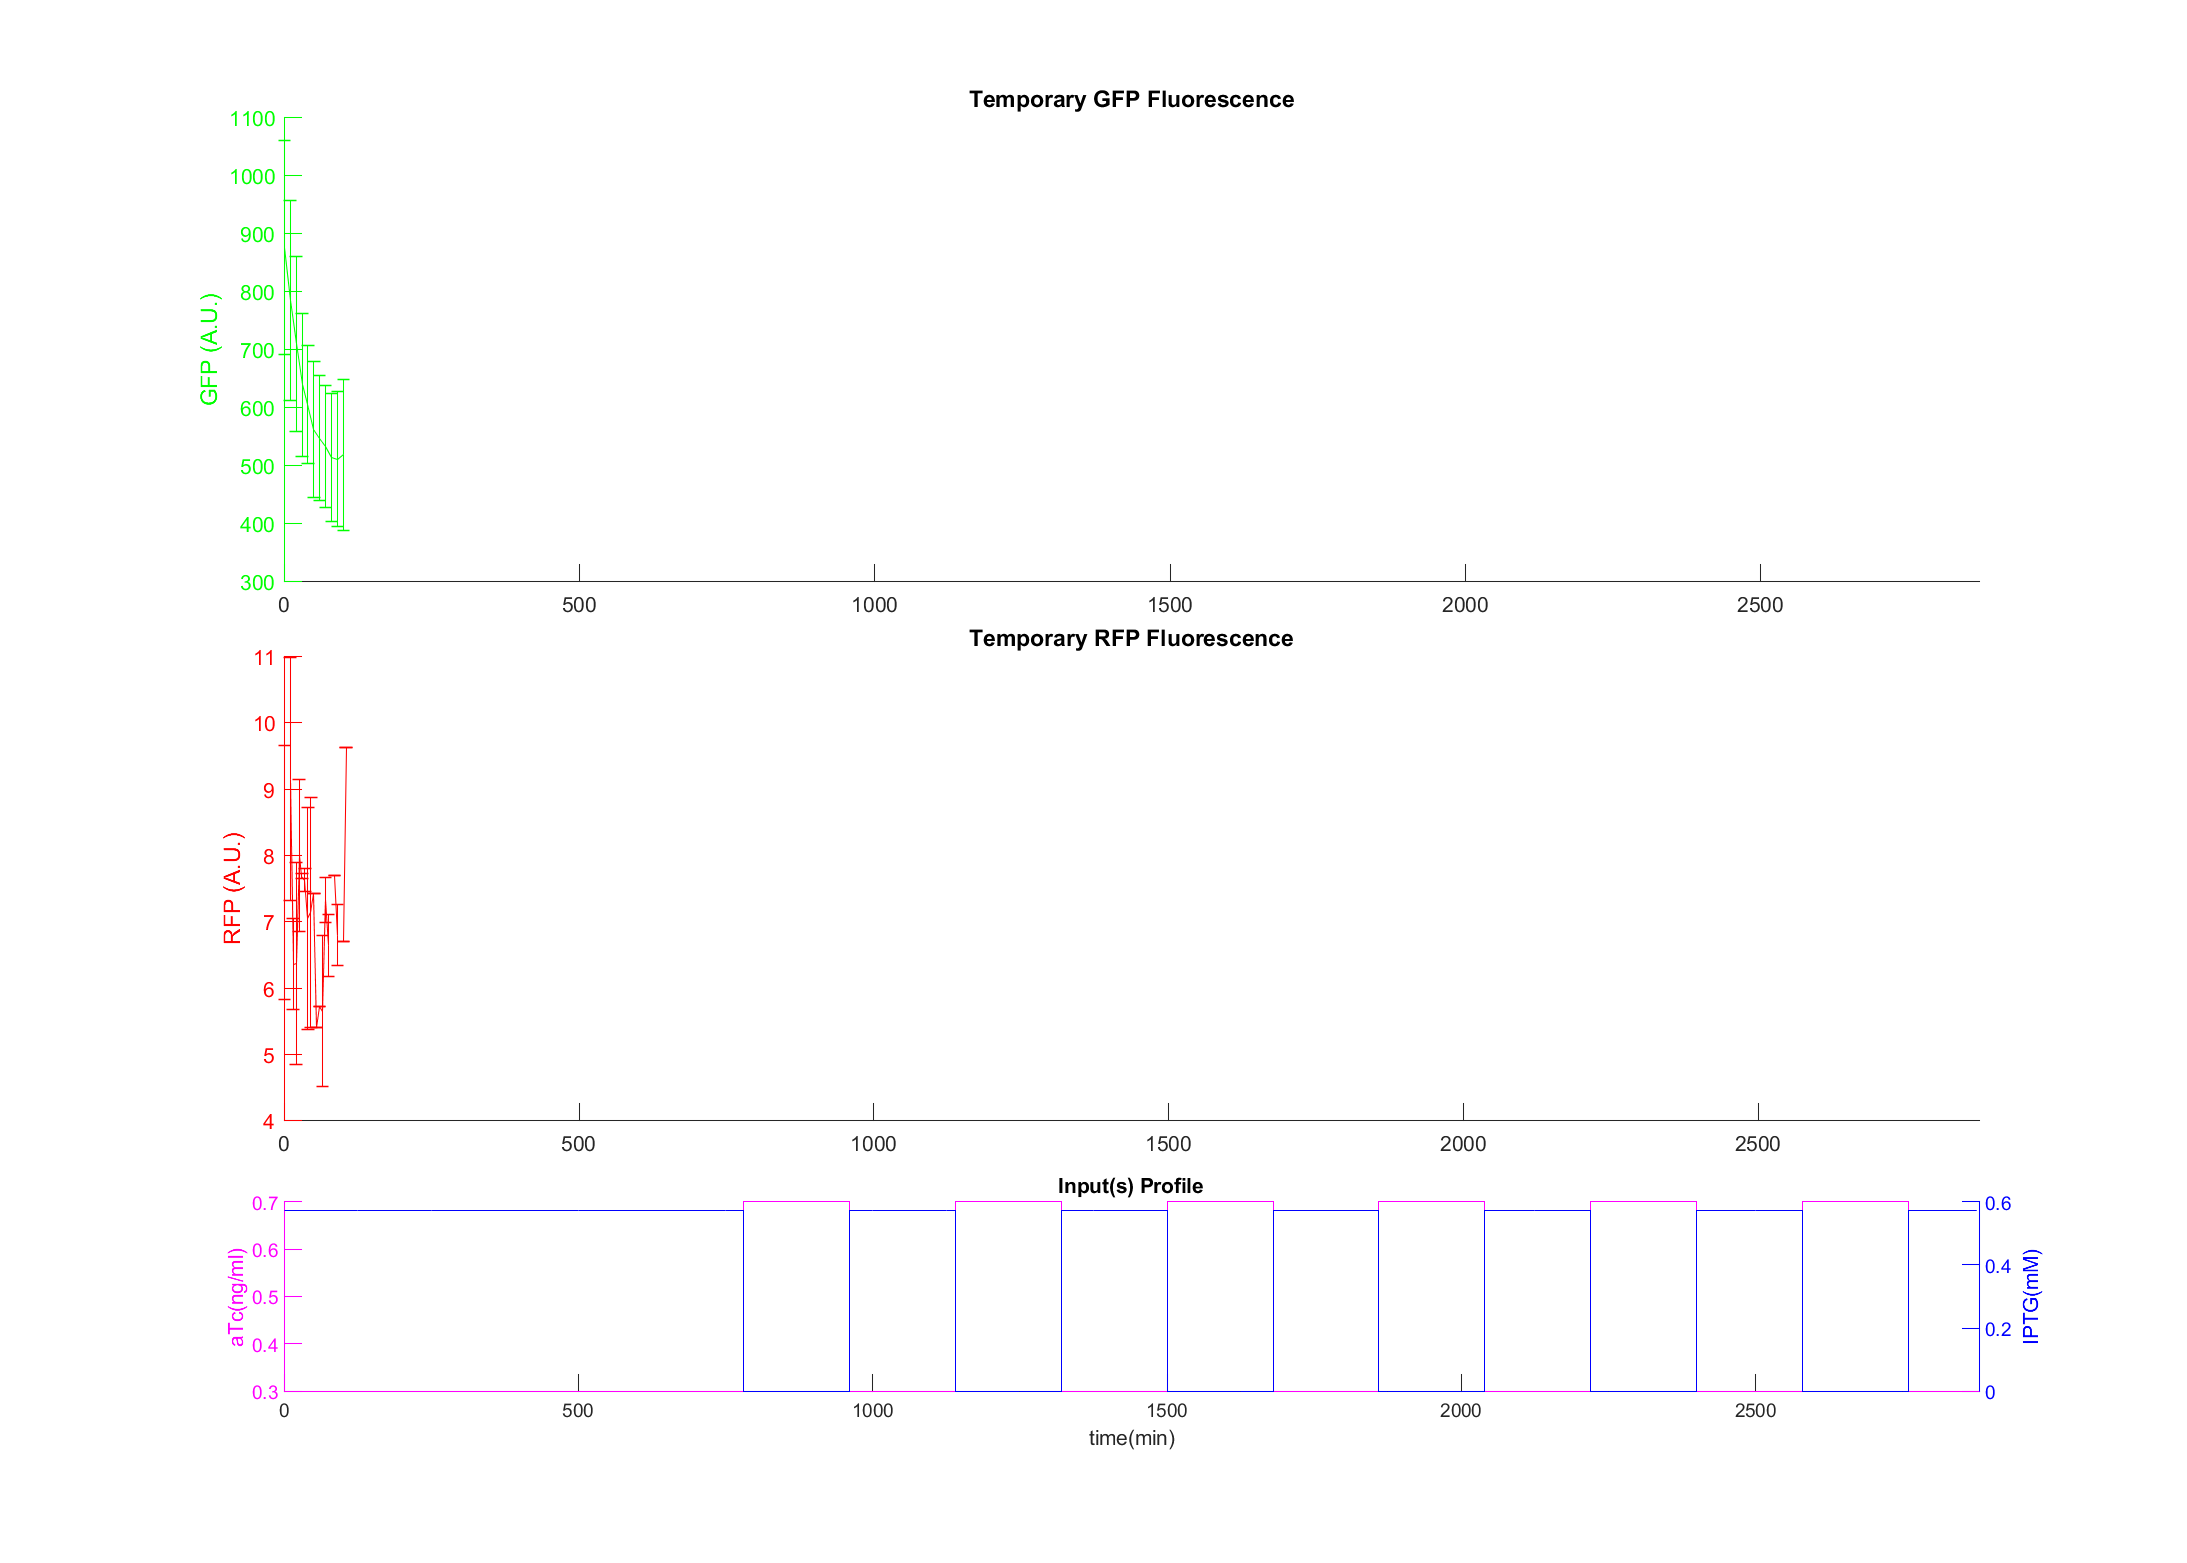 Temporary GFP Fluorescence
GFP (A.U.)
1100
1000
900
800
700
600
500
400
300
0 500 1000 1500 2000 2500
Temporary RFP Fluorescence
RFP (A.U.)
11
10
9
8
7
6
5
4
0 500 1000 1500 2000 2500
Input(s) Profile
aTc(ng/ml)
0.7
0.6
0.5
0.4
0.3
0.6
0.4
0.2
0
IPTG(mM)
0 500 1000 1500 2000 2500
time(min)